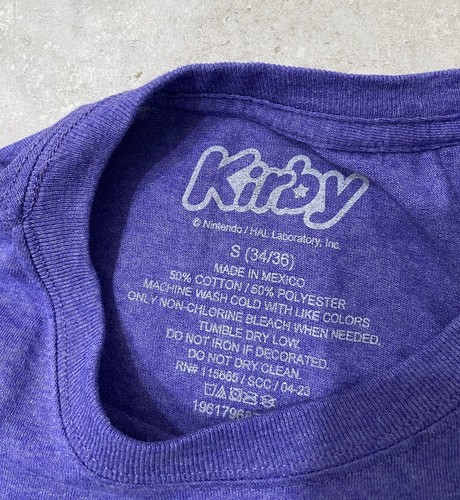 Kirby
© Nintendo / HAL Laboratory, Inc.
S (34/36)
MADE IN MEXICO
50% COTTON / 50% POLYESTER
MACHINE WASH COLD WITH LIKE COLORS
ONLY NON-CHLORINE BLEACH WHEN NEEDED.
TUMBLE DRY LOW.
DO NOT IRON IF DECORATED.
DO NOT DRY CLEAN.
RN# 115665 / SCC / 04-23